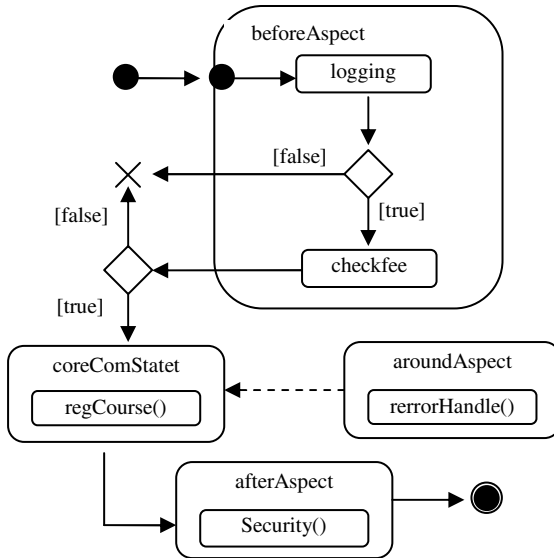 beforeAspect
logging
[false]
[true]
[false]
checkfee
[true]
coreComStatet
aroundAspect
regCourse()
rerrorHandle()
afterAspect
Security()